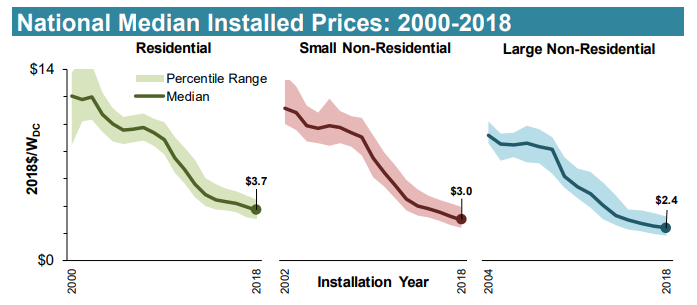 National Median Installed Prices: 2000-2018
Residential
Small Non-Residential
Large Non-Residential
$14
Percentile Range
Median
2018$/WDC
$3.7
$3.0
$2.4
$0
2000
2018
2002
Installation Year
2018
2004
2018